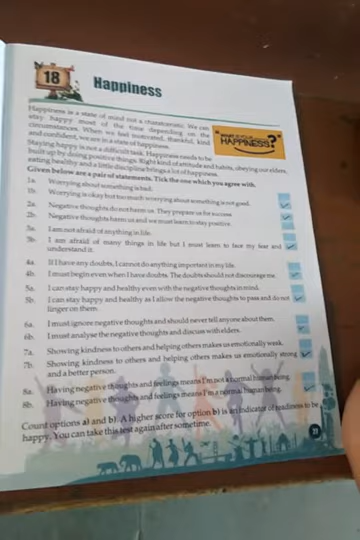 18
Happiness
Happiness is a state of mind not a characteristic. We can
stay happy most of the time depending on the
circumstances. When we feel motivated, thankful, kind
and confident, we are in a state of happiness.
Staying happy is not a difficult task. Happiness needs to be
built up by doing positive things. Right kind of attitude and habits, obeying our elders,
eating healthy and a little discipline brings a lot of happiness.
WHAT IS YOUR
HAPPINESS?
Given below are a pair of statements. Tick the one which you agree with.
1a. Worrying about something is bad.
1b. Worrying is okay but too much worrying about something is not good.
2a. Negative thoughts do not harm us. They prepare us for success
2b. Negative thoughts harm us and we must learn to stay positive.
3a. I am not afraid of anything in life.
3b. I am afraid of many things in life but I must learn to face my fear and
understand it.
4a. If I have any doubts, I cannot do anything important in my life.
4b. I must begin even when I have doubts. The doubts should not discourage me.
5a. I can stay happy and healthy even with the negative thoughts in mind.
5b. I can stay happy and healthy as I allow the negative thoughts to pass and do not
linger on them.
6a. I must ignore negative thoughts and should never tell anyone about them.
6b. I must analyse the negative thoughts and discuss with elders.
7a. Showing kindness to others and helping others makes us emotionally weak.
7b. Showing kindness to others and helping others makes us emotionally strong
and a better person.
8a. Having negative thoughts and feelings means I'm not a normal human being.
8b. Having negative thoughts and feelings means I'm a normal human being.
Count options a) and b). A higher score for option b) is an indicator of readiness to be
happy. You can take this test again after sometime.